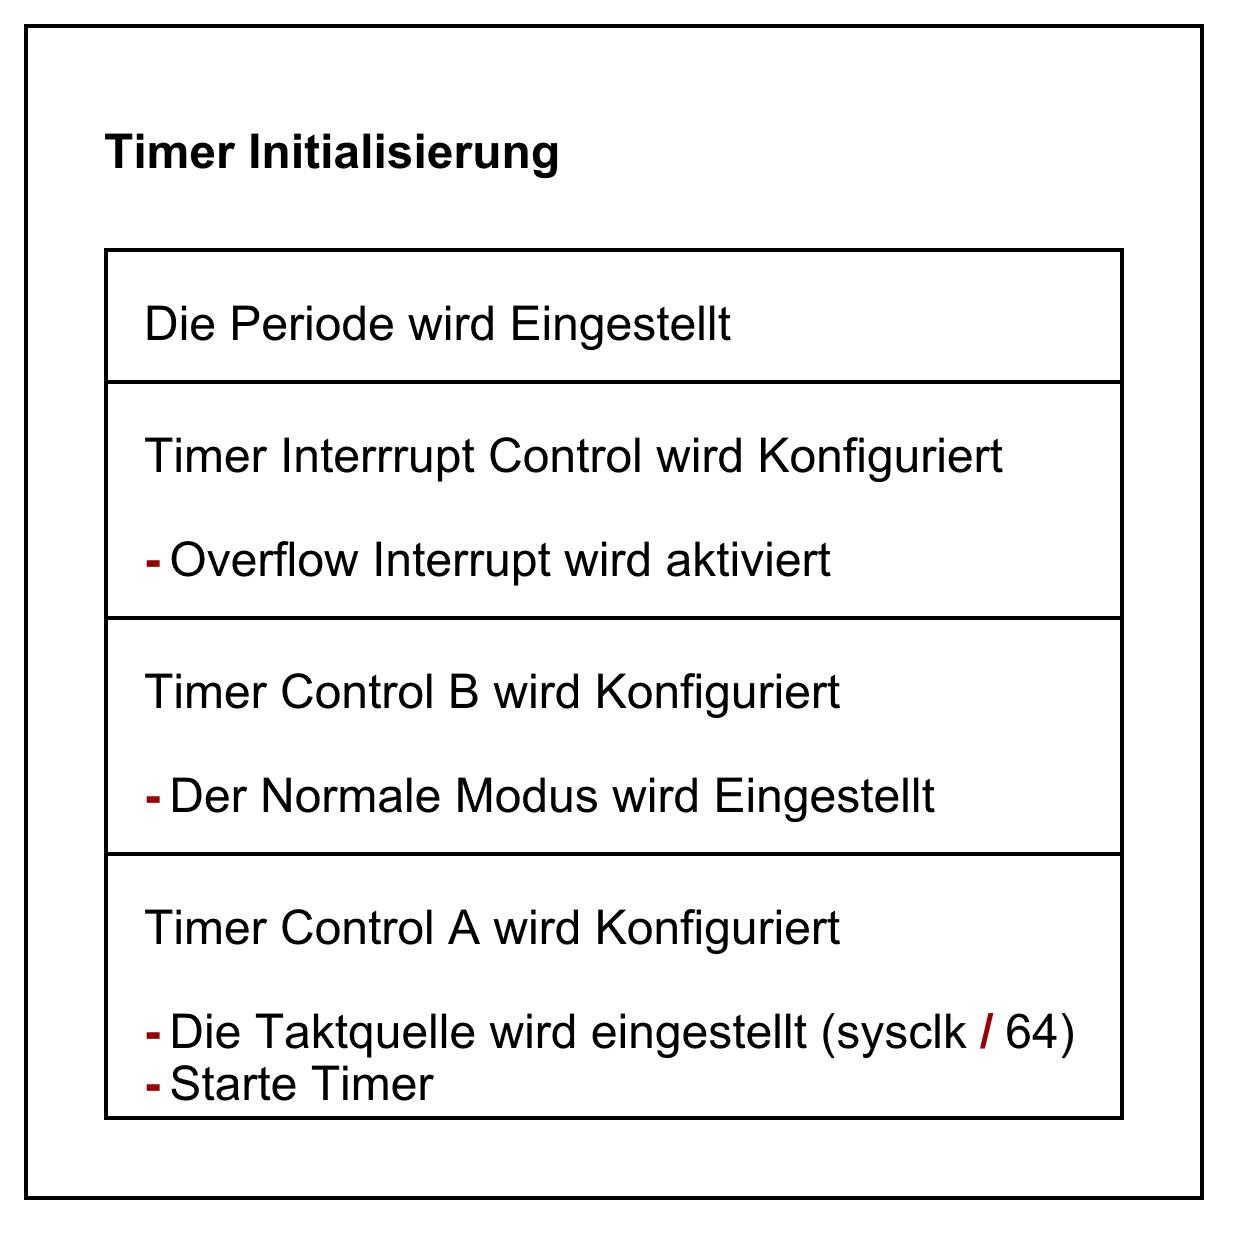 Timer Initialisierung
Die Periode wird Eingestellt
Timer Interrrupt Control wird Konfiguriert
- Overflow Interrupt wird aktiviert
Timer Control B wird Konfiguriert
- Der Normale Modus wird Eingestellt
Timer Control A wird Konfiguriert
- Die Taktquelle wird eingestellt (sysclk / 64)
- Starte Timer